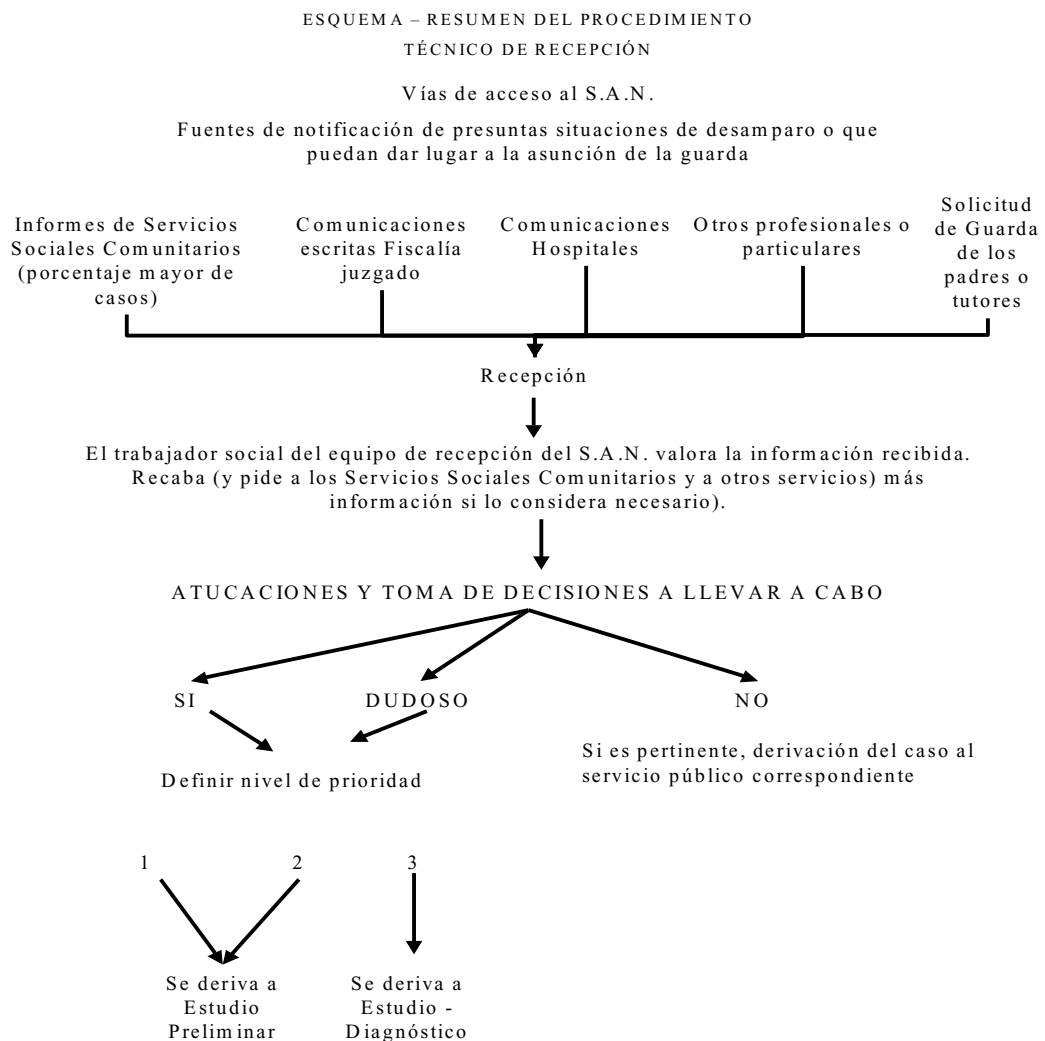 ESQUEMA – RESUMEN DEL PROCEDIMIENTO
TÉCNICO DE RECEPCIÓN
Vías de acceso al S.A.N.
Fuentes de notificación de presuntas situaciones de desamparo o que
puedan dar lugar a la asunción de la guarda
Informes de Servicios
Sociales Comunitarios
(porcentaje mayor de
casos)
Comunicaciones
escritas Fiscalía
juzgado
Comunicaciones
Hospitales
Otros profesionales o
particulares
Solicitud
de Guarda
de los
padres o
tutores
Recepción
El trabajador social del equipo de recepción del S.A.N. valora la información recibida.
Recaba (y pide a los Servicios Sociales Comunitarios y a otros servicios) más
información si lo considera necesario).
ATUCACIONES Y TOMA DE DECISIONES A LLEVAR A CABO
SI
DUDOSO
NO
Definir nivel de prioridad
Si es pertinente, derivación del caso al
servicio público correspondiente
1
2
3
Se deriva a
Estudio
Preliminar
Se deriva a
Estudio -
Diagnóstico